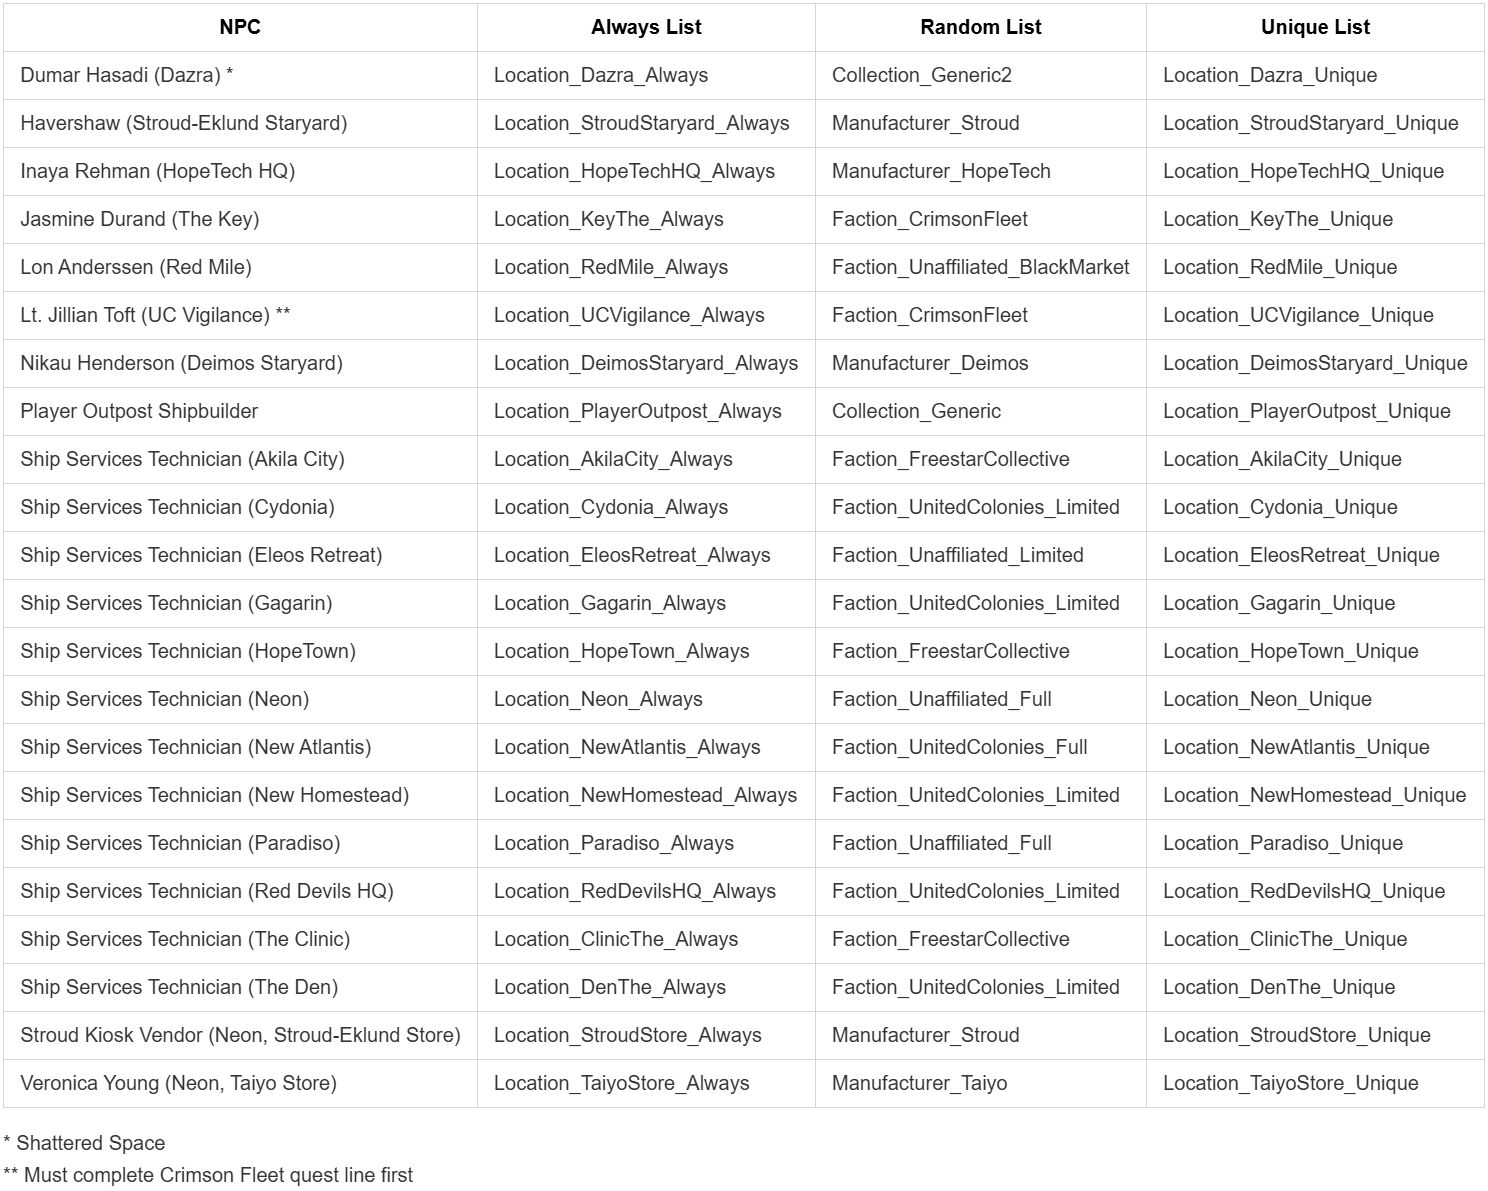 NPC Always List Random List Unique List
Dumar Hasadi (Dazra) * Location_Dazra_Always Collection_Generic2 Location_Dazra_Unique
Havershaw (Stroud-Eklund Staryard) Location_StroudStaryard_Always Manufacturer_Stroud Location_StroudStaryard_Unique
Inaya Rehman (HopeTech HQ) Location_HopeTechHQ_Always Manufacturer_HopeTech Location_HopeTechHQ_Unique
Jasmine Durand (The Key) Location_KeyThe_Always Faction_CrimsonFleet Location_KeyThe_Unique
Lon Anderssen (Red Mile) Location_RedMile_Always Faction_Unaffiliated_BlackMarket Location_RedMile_Unique
Lt. Jillian Toft (UC Vigilance) ** Location_UCVigilance_Always Faction_CrimsonFleet Location_UCVigilance_Unique
Nikau Henderson (Deimos Staryard) Location_DeimosStaryard_Always Manufacturer_Deimos Location_DeimosStaryard_Unique
Player Outpost Shipbuilder Location_PlayerOutpost_Always Collection_Generic Location_PlayerOutpost_Unique
Ship Services Technician (Akila City) Location_AkilaCity_Always Faction_FreestarCollective Location_AkilaCity_Unique
Ship Services Technician (Cydonia) Location_Cydonia_Always Faction_UnitedColonies_Limited Location_Cydonia_Unique
Ship Services Technician (Eleos Retreat) Location_EleosRetreat_Always Faction_Unaffiliated_Limited Location_EleosRetreat_Unique
Ship Services Technician (Gagarin) Location_Gagarin_Always Faction_UnitedColonies_Limited Location_Gagarin_Unique
Ship Services Technician (HopeTown) Location_HopeTown_Always Faction_FreestarCollective Location_HopeTown_Unique
Ship Services Technician (Neon) Location_Neon_Always Faction_Unaffiliated_Full Location_Neon_Unique
Ship Services Technician (New Atlantis) Location_NewAtlantis_Always Faction_UnitedColonies_Full Location_NewAtlantis_Unique
Ship Services Technician (New Homestead) Location_NewHomestead_Always Faction_UnitedColonies_Limited Location_NewHomestead_Unique
Ship Services Technician (Paradiso) Location_Paradiso_Always Faction_Unaffiliated_Full Location_Paradiso_Unique
Ship Services Technician (Red Devils HQ) Location_RedDevilsHQ_Always Faction_UnitedColonies_Limited Location_RedDevilsHQ_Unique
Ship Services Technician (The Clinic) Location_ClinicThe_Always Faction_FreestarCollective Location_ClinicThe_Unique
Ship Services Technician (The Den) Location_DenThe_Always Faction_UnitedColonies_Limited Location_DenThe_Unique
Stroud Kiosk Vendor (Neon, Stroud-Eklund Store) Location_StroudStore_Always Manufacturer_Stroud Location_StroudStore_Unique
Veronica Young (Neon, Taiyo Store) Location_TaiyoStore_Always Manufacturer_Taiyo Location_TaiyoStore_Unique
* Shattered Space
** Must complete Crimson Fleet quest line first